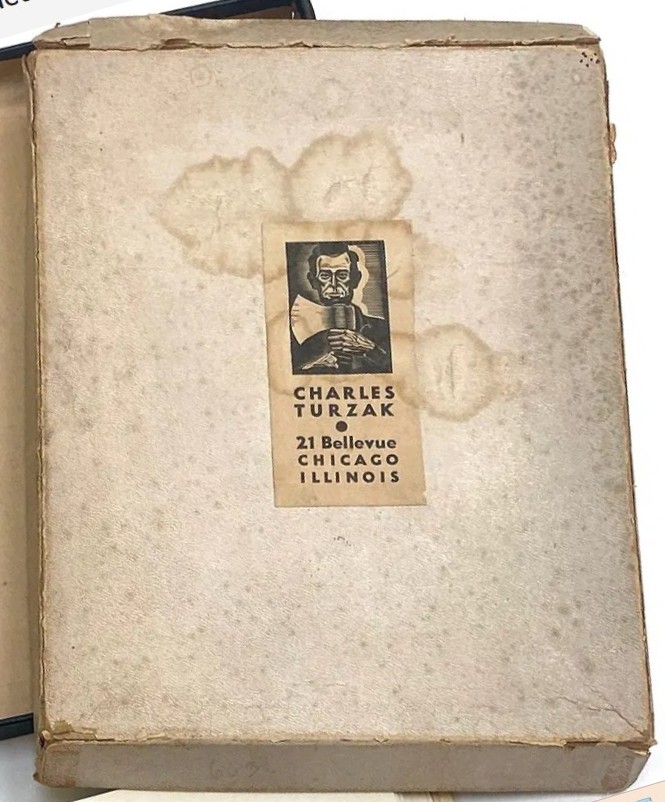 CHARLES
TURZAK
21 Bellevue
CHICAGO
ILLINOIS